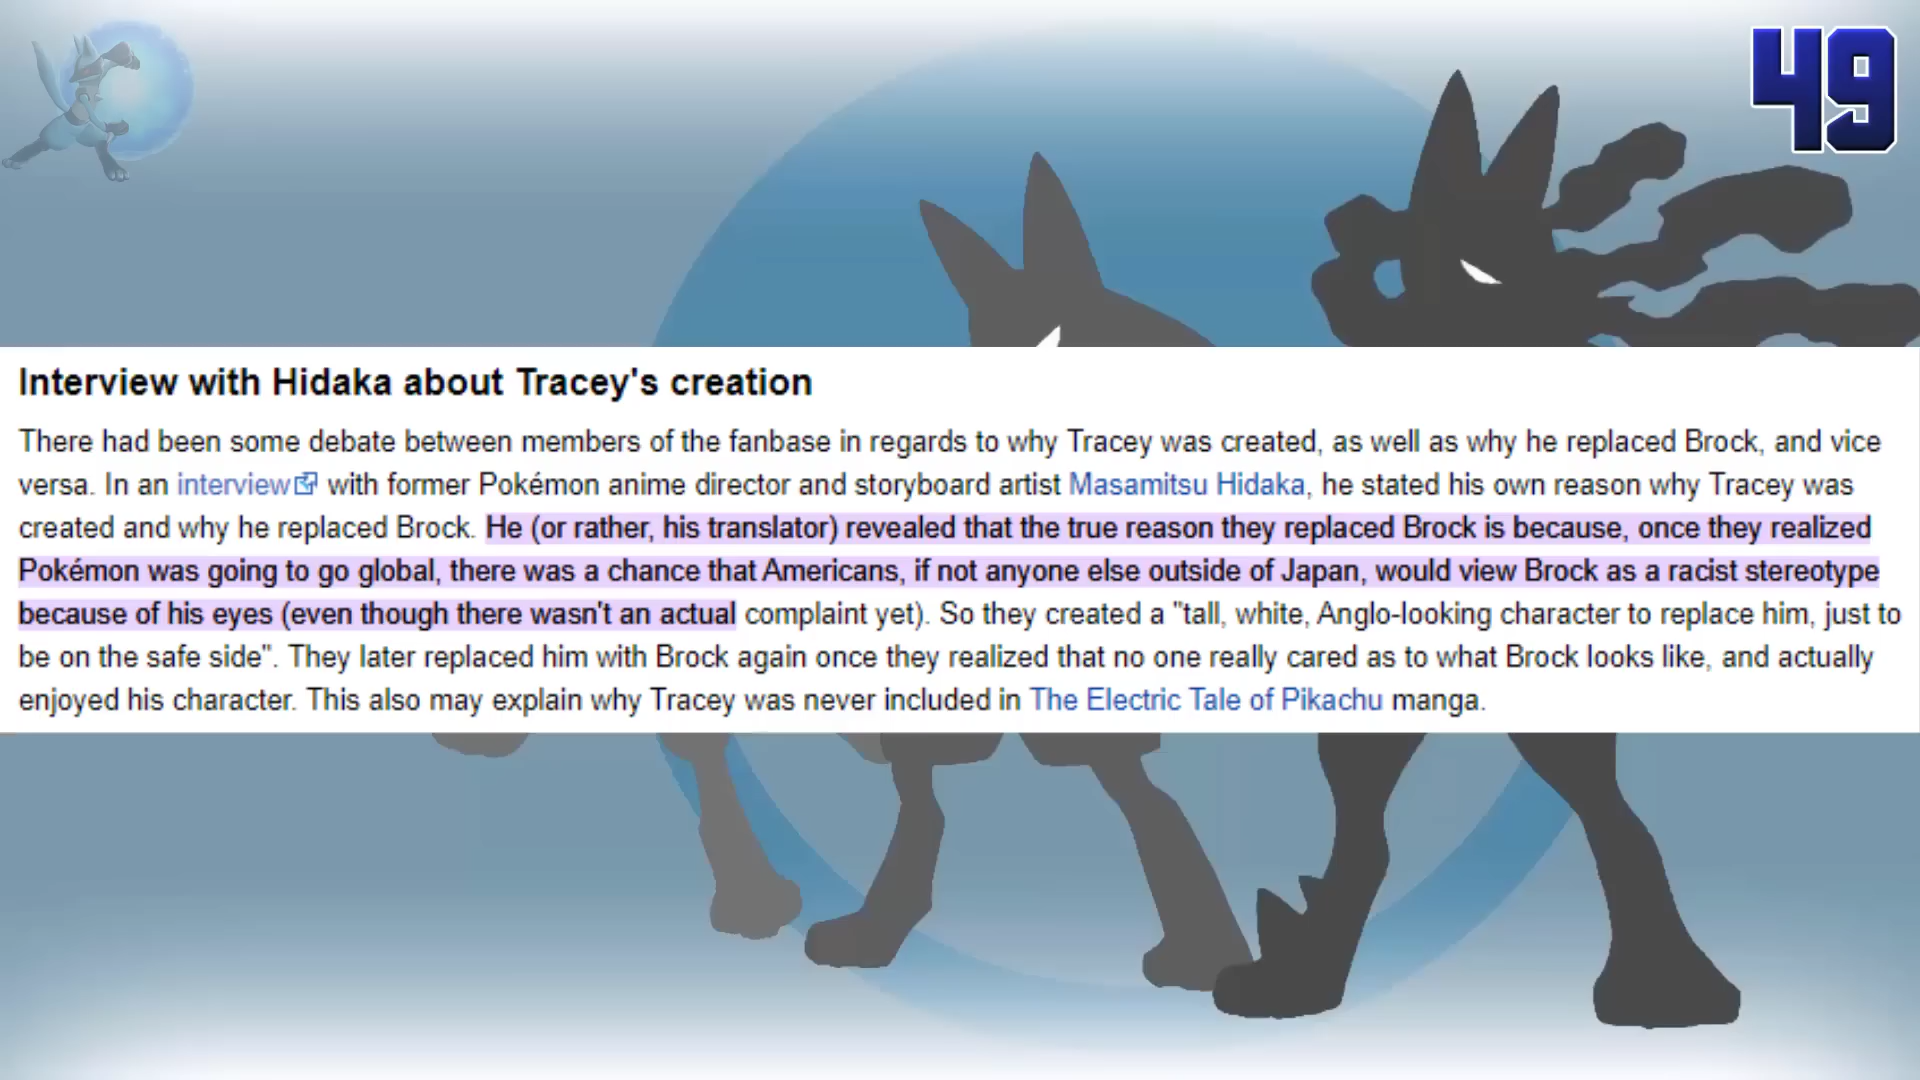 49
Interview with Hidaka about Tracey's creation
There had been some debate between members of the fanbase in regards to why Tracey was created, as well as why he replaced Brock, and vice
versa. In an interview with former Pokémon anime director and storyboard artist Masamitsu Hidaka, he stated his own reason why Tracey was
created and why he replaced Brock. He (or rather, his translator) revealed that the true reason they replaced Brock is because, once they realized
Pokémon was going to go global, there was a chance that Americans, if not anyone else outside of Japan, would view Brock as a racist stereotype
because of his eyes (even though there wasn't an actual complaint yet). So they created a "tall, white, Anglo-looking character to replace him, just to
be on the safe side". They later replaced him with Brock again once they realized that no one really cared as to what Brock looks like, and actually
enjoyed his character. This also may explain why Tracey was never included in The Electric Tale of Pikachu manga.